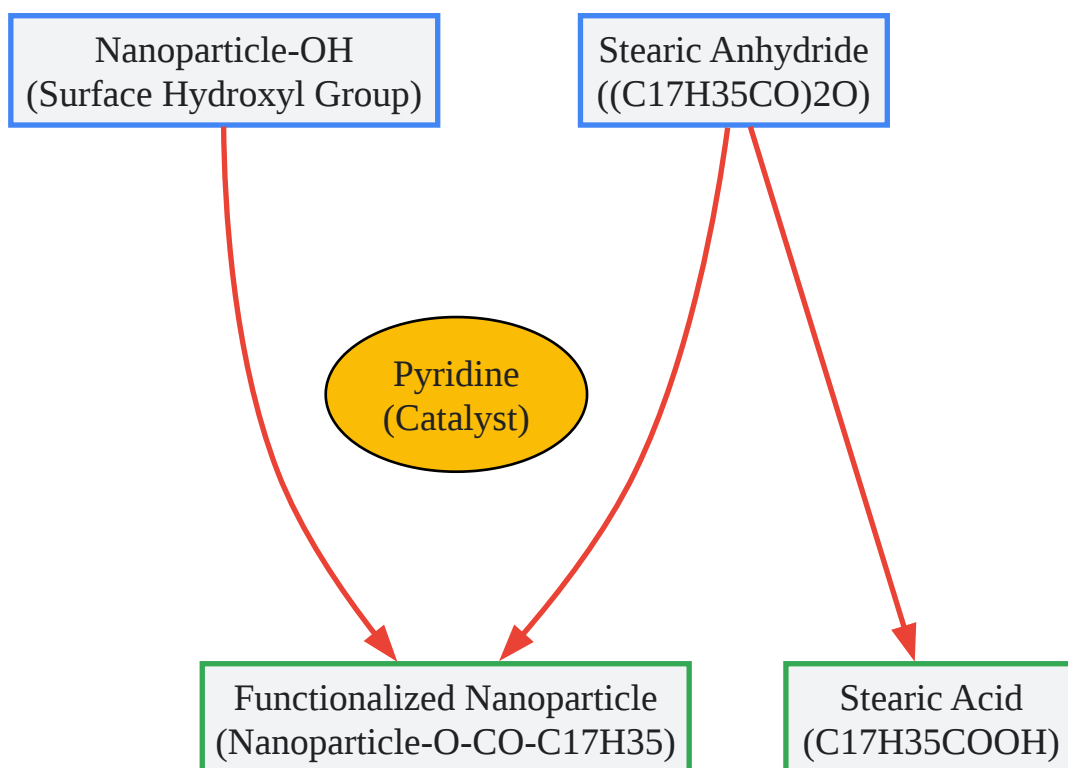 Nanoparticle-OH
(Surface Hydroxyl Group)
Stearic Anhydride
((C17H35CO)2O)
Pyridine
(Catalyst)
Functionalized Nanoparticle
(Nanoparticle-O-CO-C17H35)
Stearic Acid
(C17H35COOH)